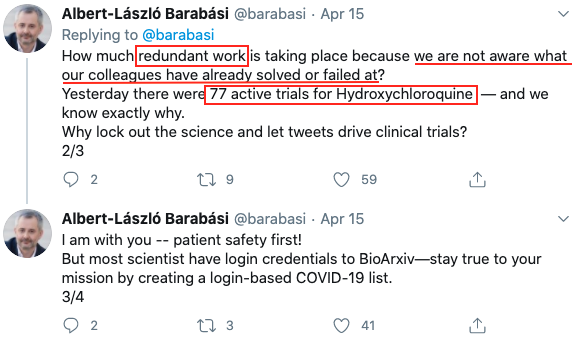 Albert-László Barabási @barabasi · Apr 15
Replying to @barabasi
How much redundant work is taking place because we are not aware what
our colleagues have already solved or failed at?
Yesterday there were 77 active trials for Hydroxychloroquine — and we
know exactly why.
Why lock out the science and let tweets drive clinical trials?
2/3
2 9 59
Albert-László Barabási @barabasi · Apr 15
I am with you -- patient safety first!
But most scientist have login credentials to BioArxiv—stay true to your
mission by creating a login-based COVID-19 list.
3/4
2 3 41